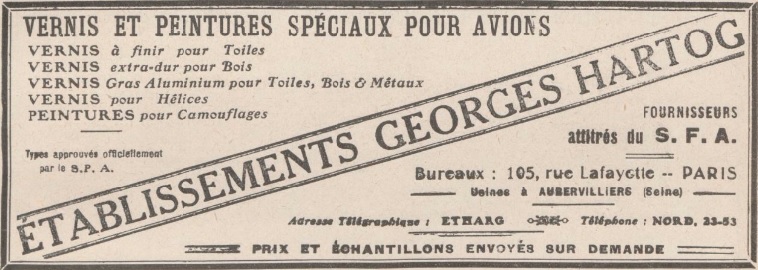 VERNIS ET PEINTURES SPÉCIAUX POUR AVIONS
VERNIS à finir pour Toiles
VERNIS extra-dur pour Bois
VERNIS Gras Aluminium pour Toiles, Bois & Métaux
VERNIS pour Hélices
PEINTURES pour Camouflages
Types approuvés officiellement
par le S.F.A.
ÉTABLISSEMENTS GEORGES HARTOG
FOURNISSEURS
attitrés du S. F. A.
Bureaux : 105, rue Lafayette -- PARIS
Usines à AUBERVILLIERS (Seine)
Adresse Télégraphique : ETHARG Téléphone : NORD, 23-53
PRIX ET ÉCHANTILLONS ENVOYÉS SUR DEMANDE